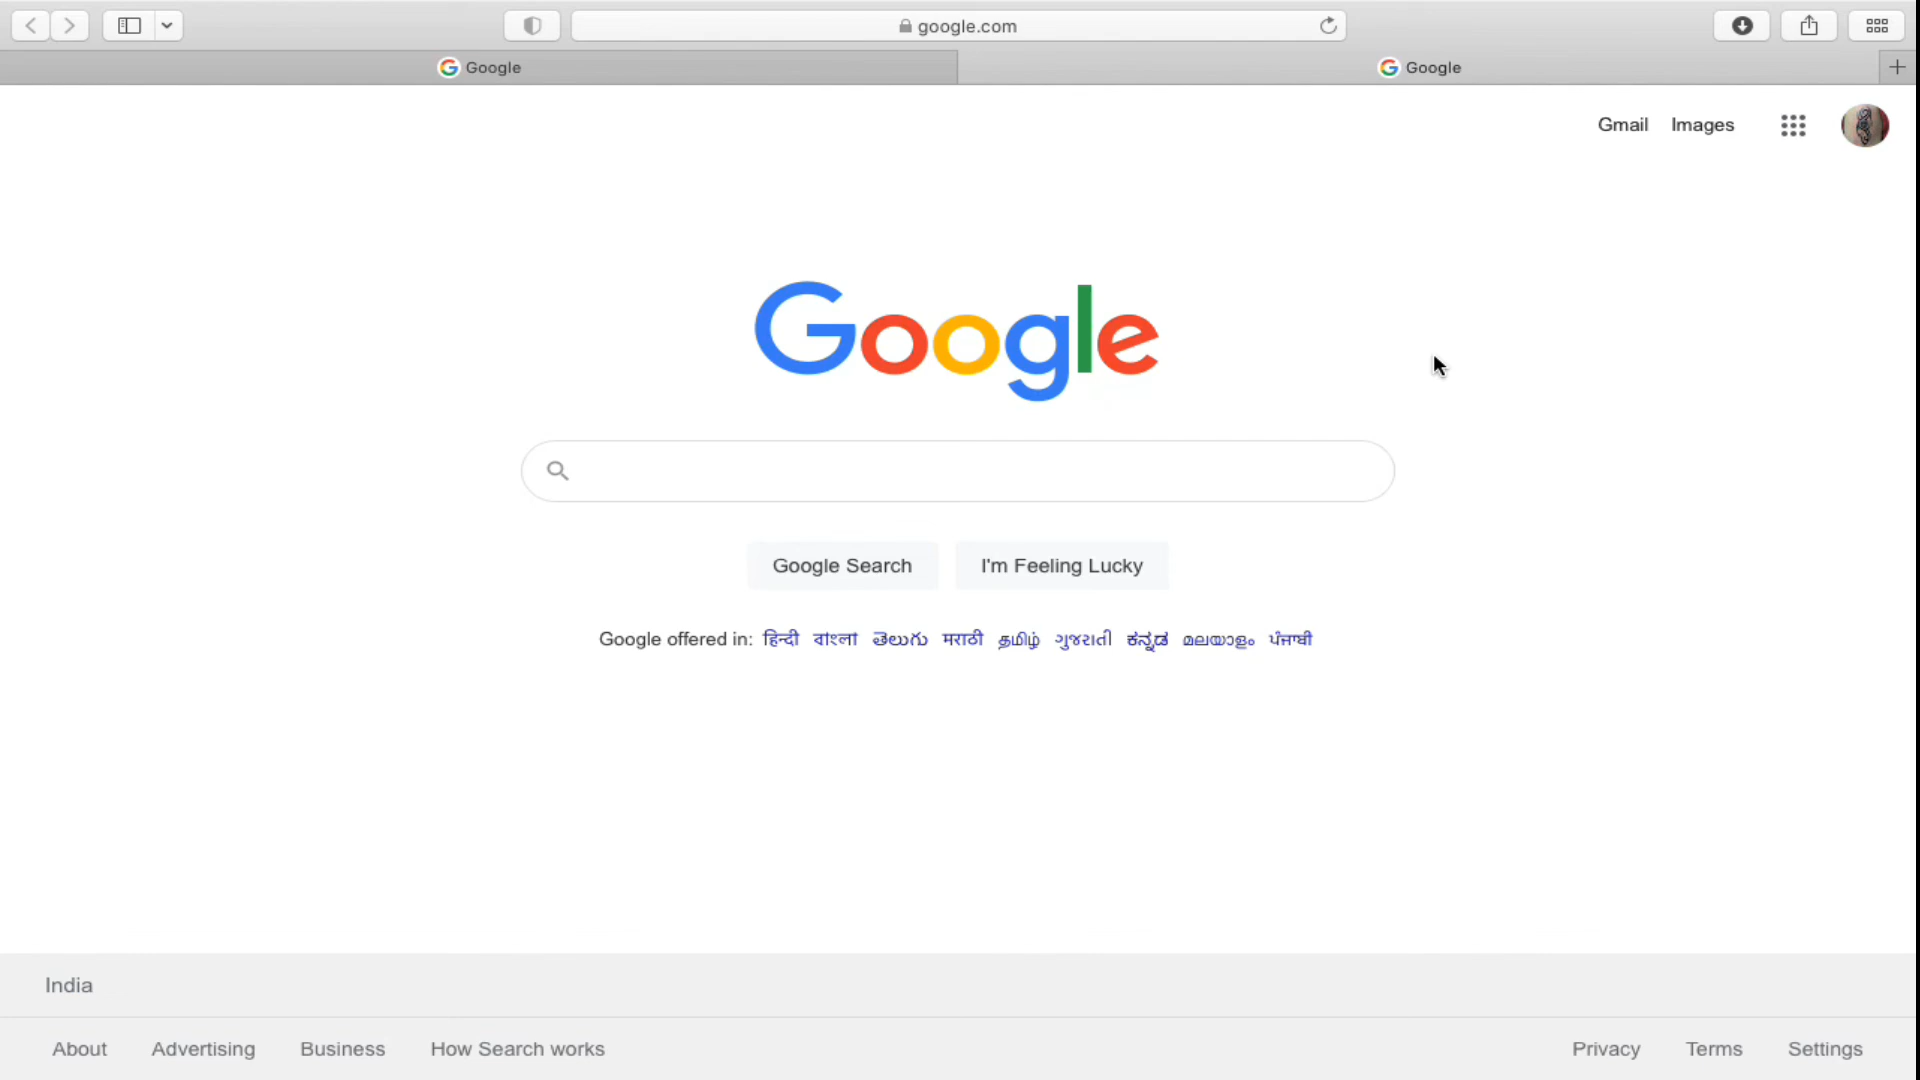 google.com
Google
Google
Gmail Images
Google
Google Search I'm Feeling Lucky
Google offered in: हिन्दी বাংলা తెలుగు मराठी தமிழ் ગુજરાતી ಕನ್ನಡ മലയാളം ਪੰਜਾਬੀ
India
About Advertising Business How Search works Privacy Terms Settings